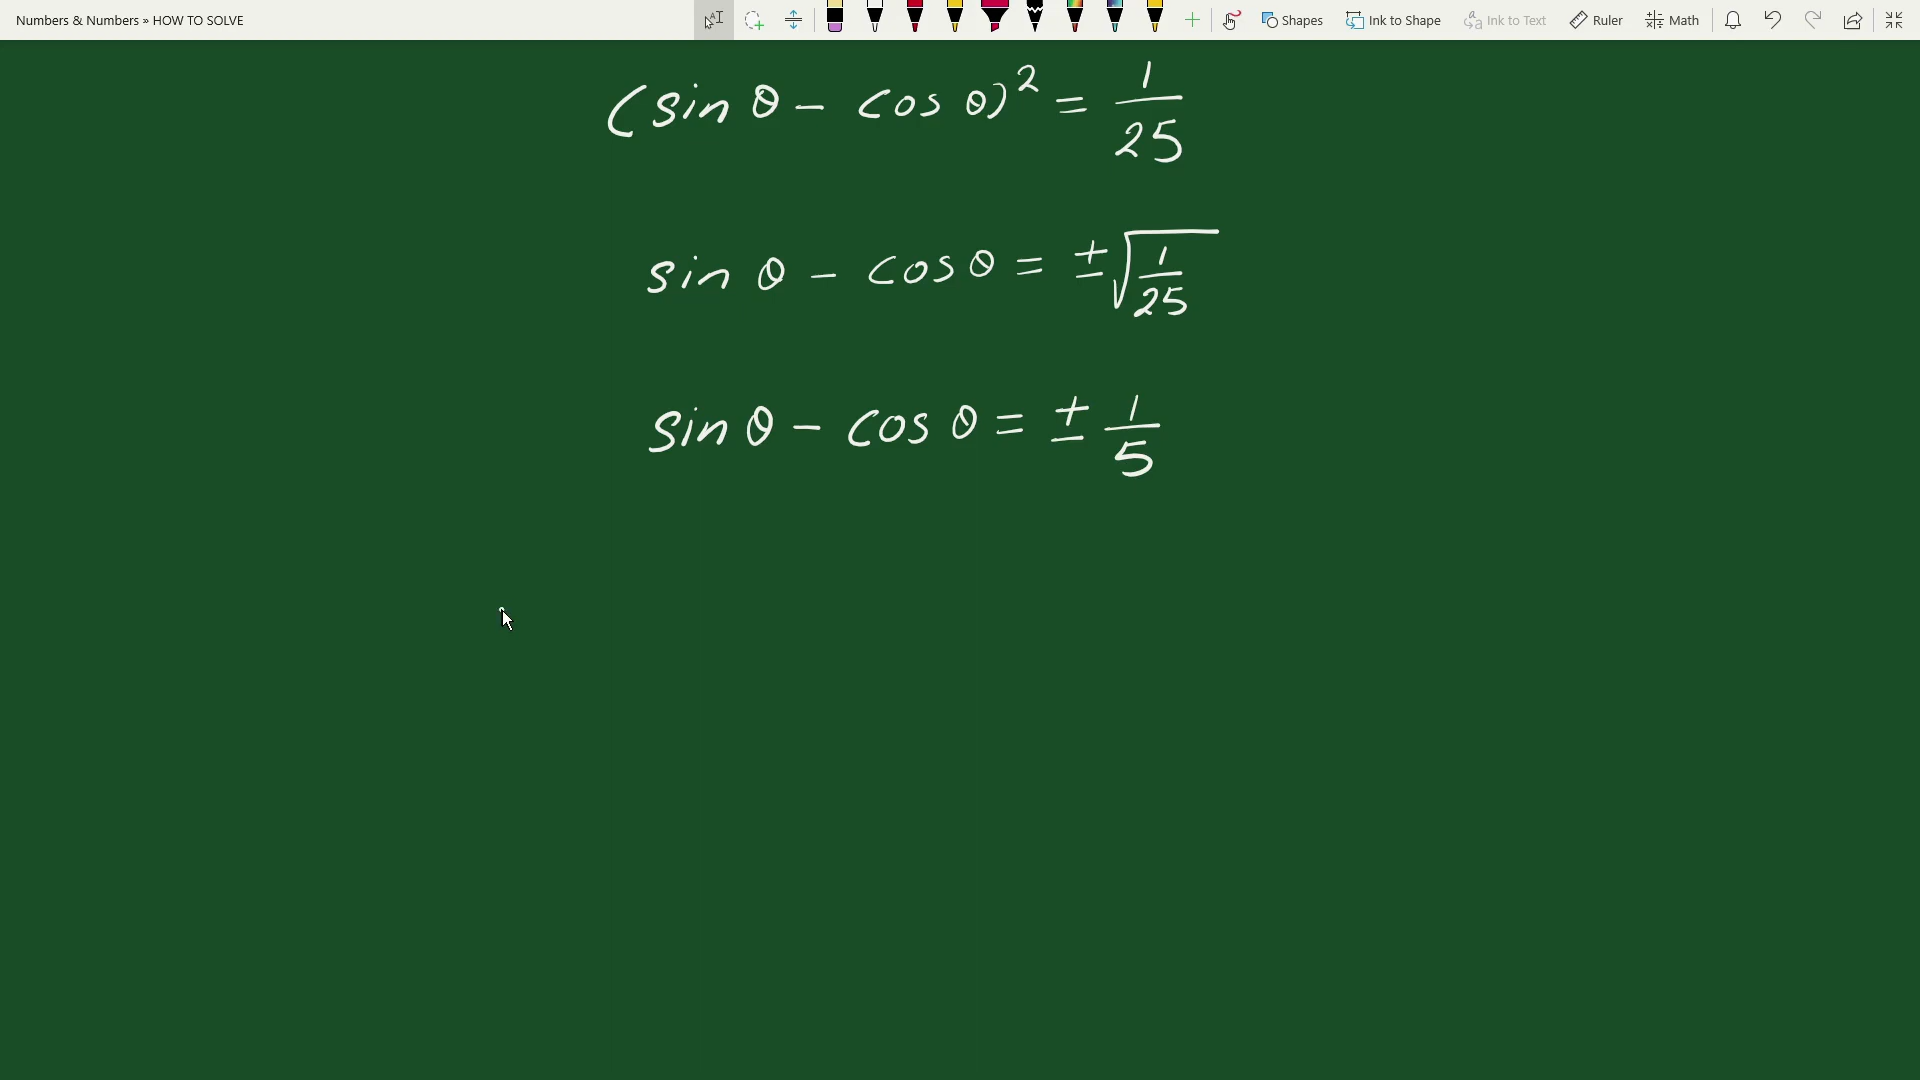 Numbers & Numbers » HOW TO SOLVE
Shapes Ink to Shape Ink to Text Ruler Math
(sin θ - cos θ)² = 1/25
sin θ - cos θ = ±√(1/25)
sin θ - cos θ = ± 1/5